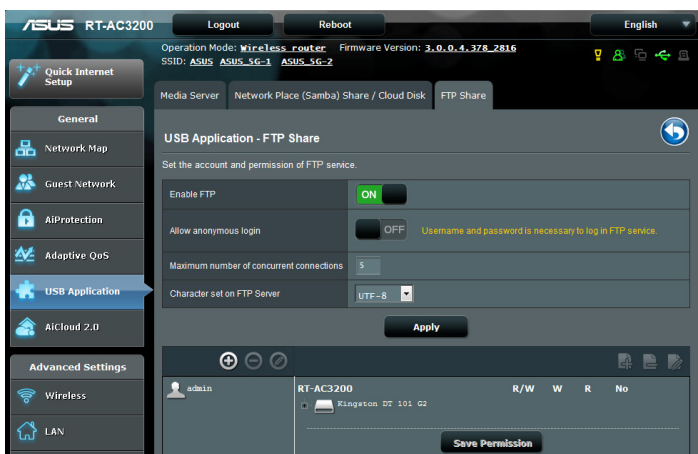 ASUS RT-AC3200
Logout
Reboot
English
Operation Mode: Wireless router Firmware Version: 3.0.0.4.378_2816
SSID: ASUS ASUS_5G-1 ASUS_5G-2
Quick Internet
Setup
General
Network Map
Guest Network
AiProtection
Adaptive QoS
USB Application
AiCloud 2.0
Advanced Settings
Wireless
LAN
Media Server
Network Place (Samba) Share / Cloud Disk
FTP Share
USB Application - FTP Share
Set the account and permission of FTP service.
Enable FTP
ON
Allow anonymous login
OFF
Username and password is necessary to log in FTP service.
Maximum number of concurrent connections
5
Character set on FTP Server
UTF-8
Apply
admin
RT-AC3200
R/W W R No
Kingston DT 101 G2
Save Permission